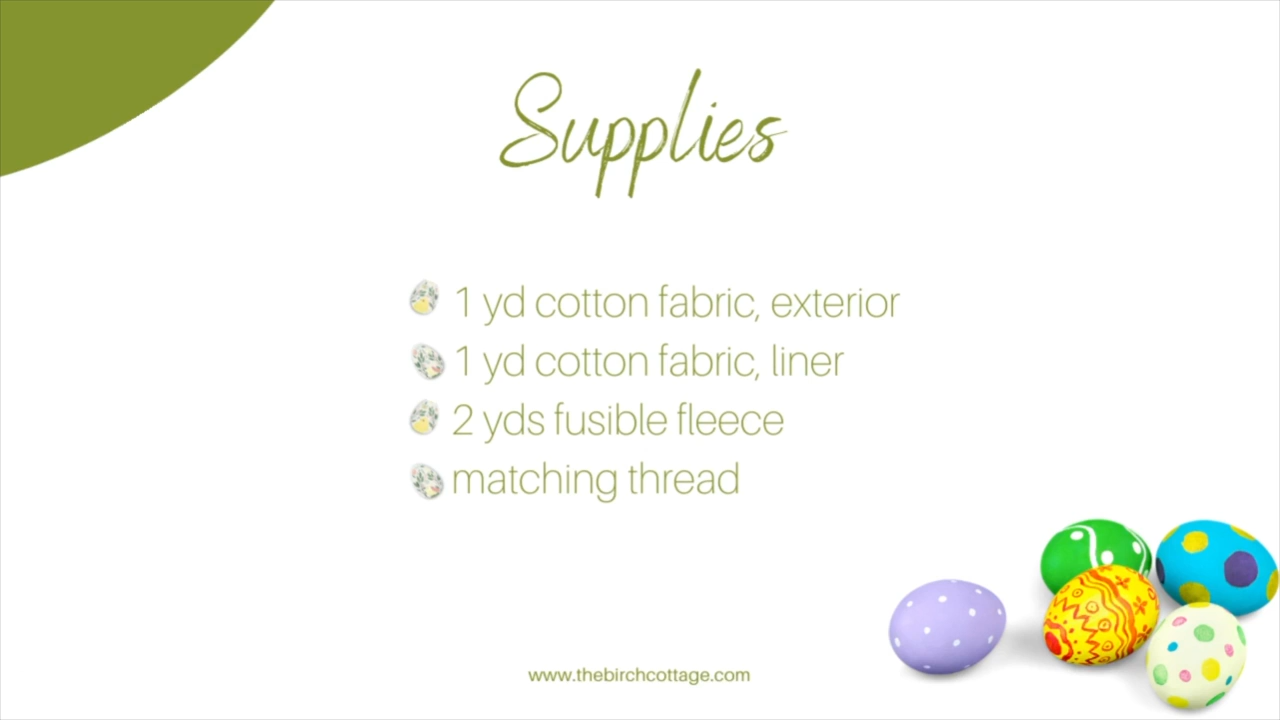 Supplies
1 yd cotton fabric, exterior
1 yd cotton fabric, liner
2 yds fusible fleece
matching thread
www.thebirchcottage.com